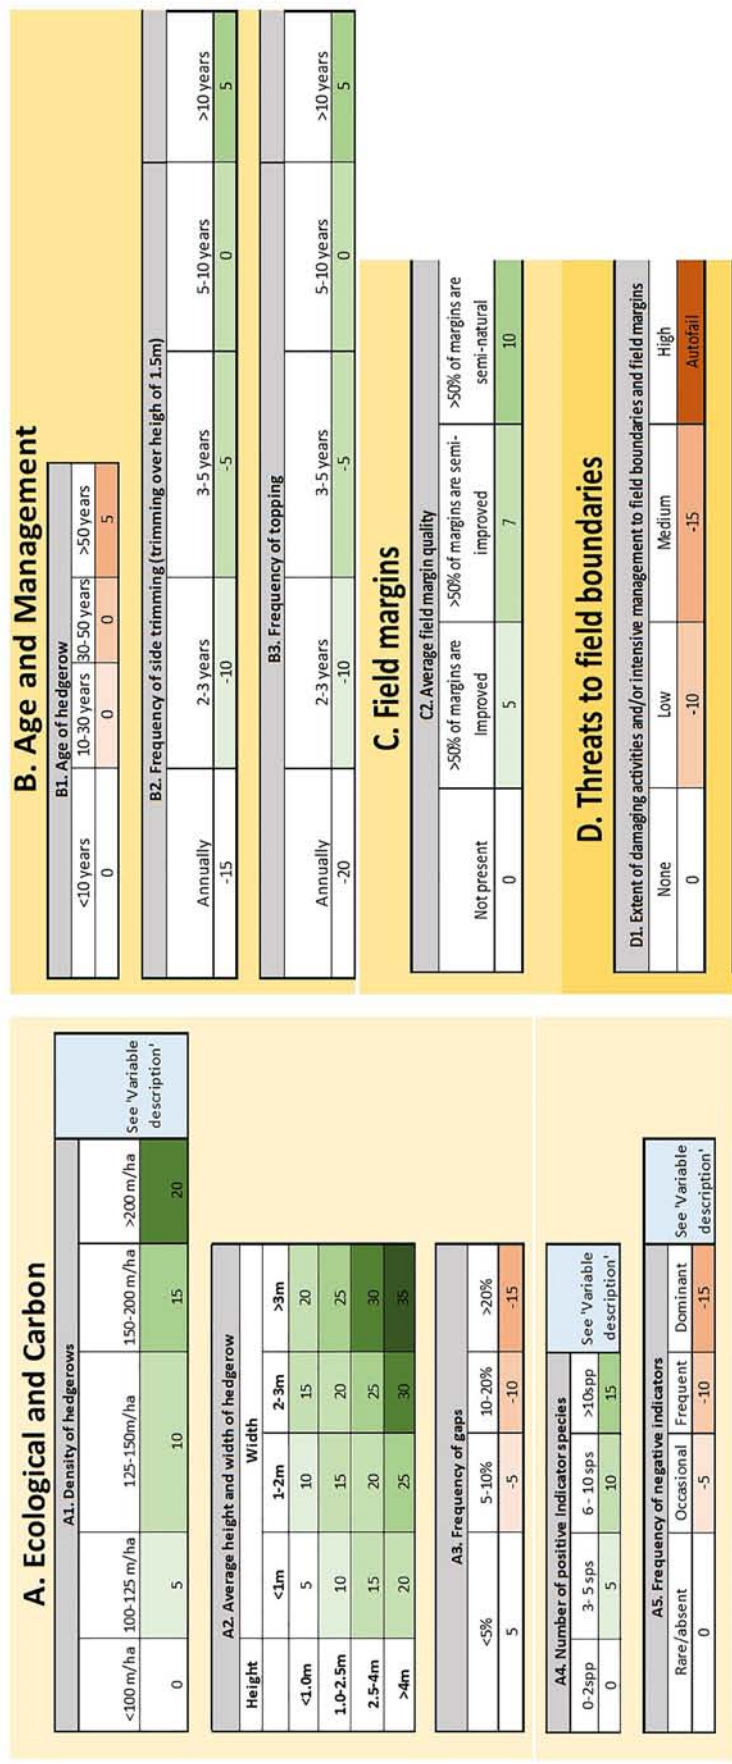 A. Ecological and Carbon
A1. Density of hedgerows
<100 m/ha 100-125 m/ha 125-150m/ha 150-200 m/ha >200 m/ha See 'Variable
description'
0 5 10 15 20
A2. Average height and width of hedgerow
Height Width
<1m 1-2m 2-3m >3m
<1.0m 5 10 15 20
1.0-2.5m 10 15 20 25
2.5-4m 15 20 25 30
>4m 20 25 30 35
A3. Frequency of gaps
<5% 5-10% 10-20% >20%
5 -5 -10 -15
A4. Number of positive Indicator species
0-2spp 3- 5 sps 6 - 10 sps >10spp See 'Variable
description'
0 5 10 15
A5. Frequency of negative indicators
Rare/absent Occasional Frequent Dominant See 'Variable
description'
0 -5 -10 -15
B. Age and Management
B1. Age of hedgerow
<10 years 10-30 years 30-50 years >50 years
0 0 0 5
B2. Frequency of side trimming (trimming over heigh of 1.5m)
Annually 2-3 years 3-5 years 5-10 years >10 years
-15 -10 -5 0 5
B3. Frequency of topping
Annually 2-3 years 3-5 years 5-10 years >10 years
-20 -10 -5 0 5
C. Field margins
C2. Average field margin quality
Not present >50% of margins are >50% of margins are semi- >50% of margins are
Improved improved semi-natural
0 5 7 10
D. Threats to field boundaries
D1. Extent of damaging activities and/or intensive management to field boundaries and field margins
None Low Medium High
0 -10 -15 Autofail